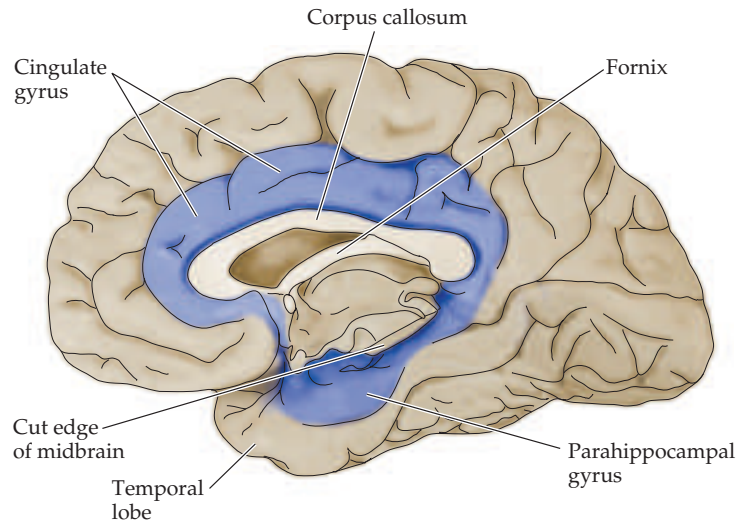 Corpus callosum
Cingulate
gyrus
Fornix
Cut edge
of midbrain
Temporal
lobe
Parahippocampal
gyrus